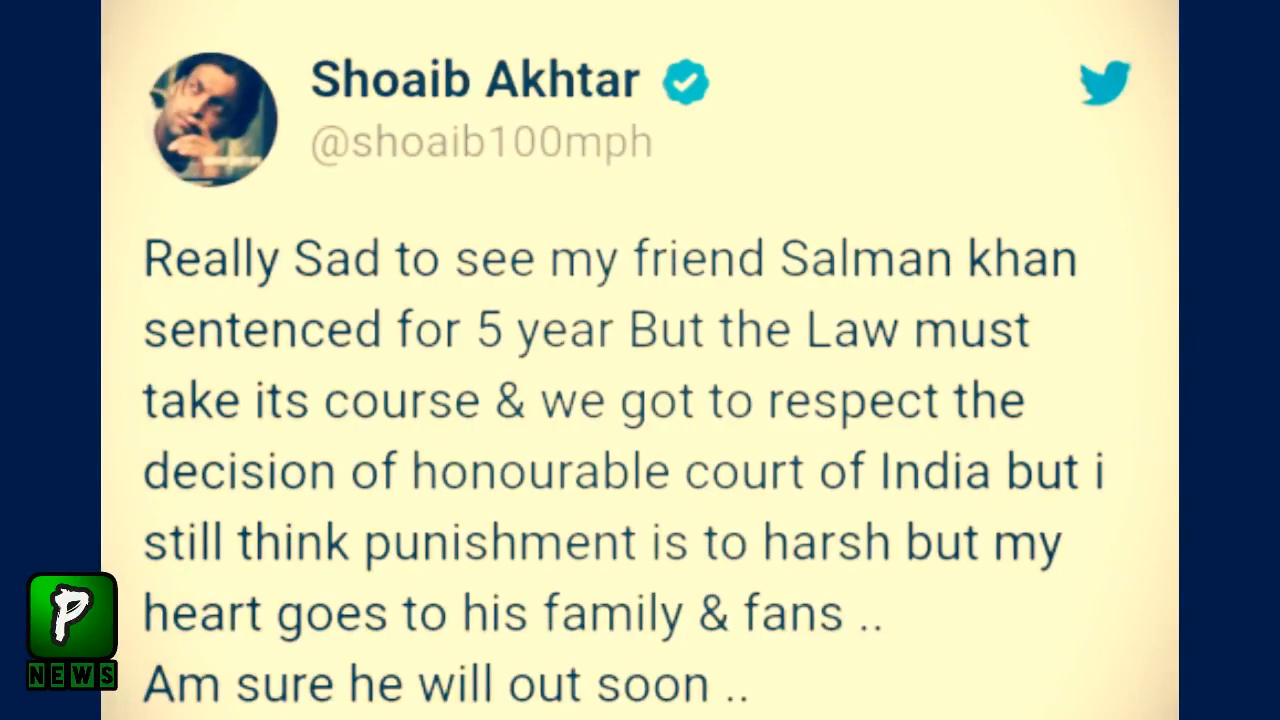 Shoaib Akhtar
@shoaib100mph
Really Sad to see my friend Salman khan
sentenced for 5 year But the Law must
take its course & we got to respect the
decision of honourable court of India but i
still think punishment is to harsh but my
heart goes to his family & fans ..
Am sure he will out soon ..
P
NEWS